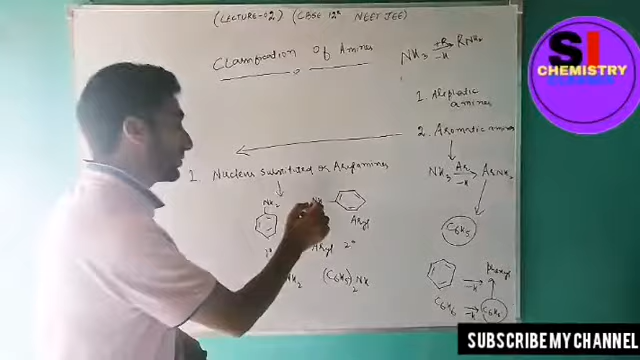 (LECTURE-02) (CBSE 12th NEET JEE)
Classification of Amines
NH3 +R → RNH2
-H
1. Aliphatic
amines
2. Aromatic amines
1. Nucleus substituted or Arylamines
NH3 Ar → ArNH2
-H
NH2
Aryl
C6H5
1°
Aryl 2°
NH2
(C6H5)2NH
phenyl
C6H6 → C6H5
-H
SI
CHEMISTRY
SUBSCRIBE MY CHANNEL